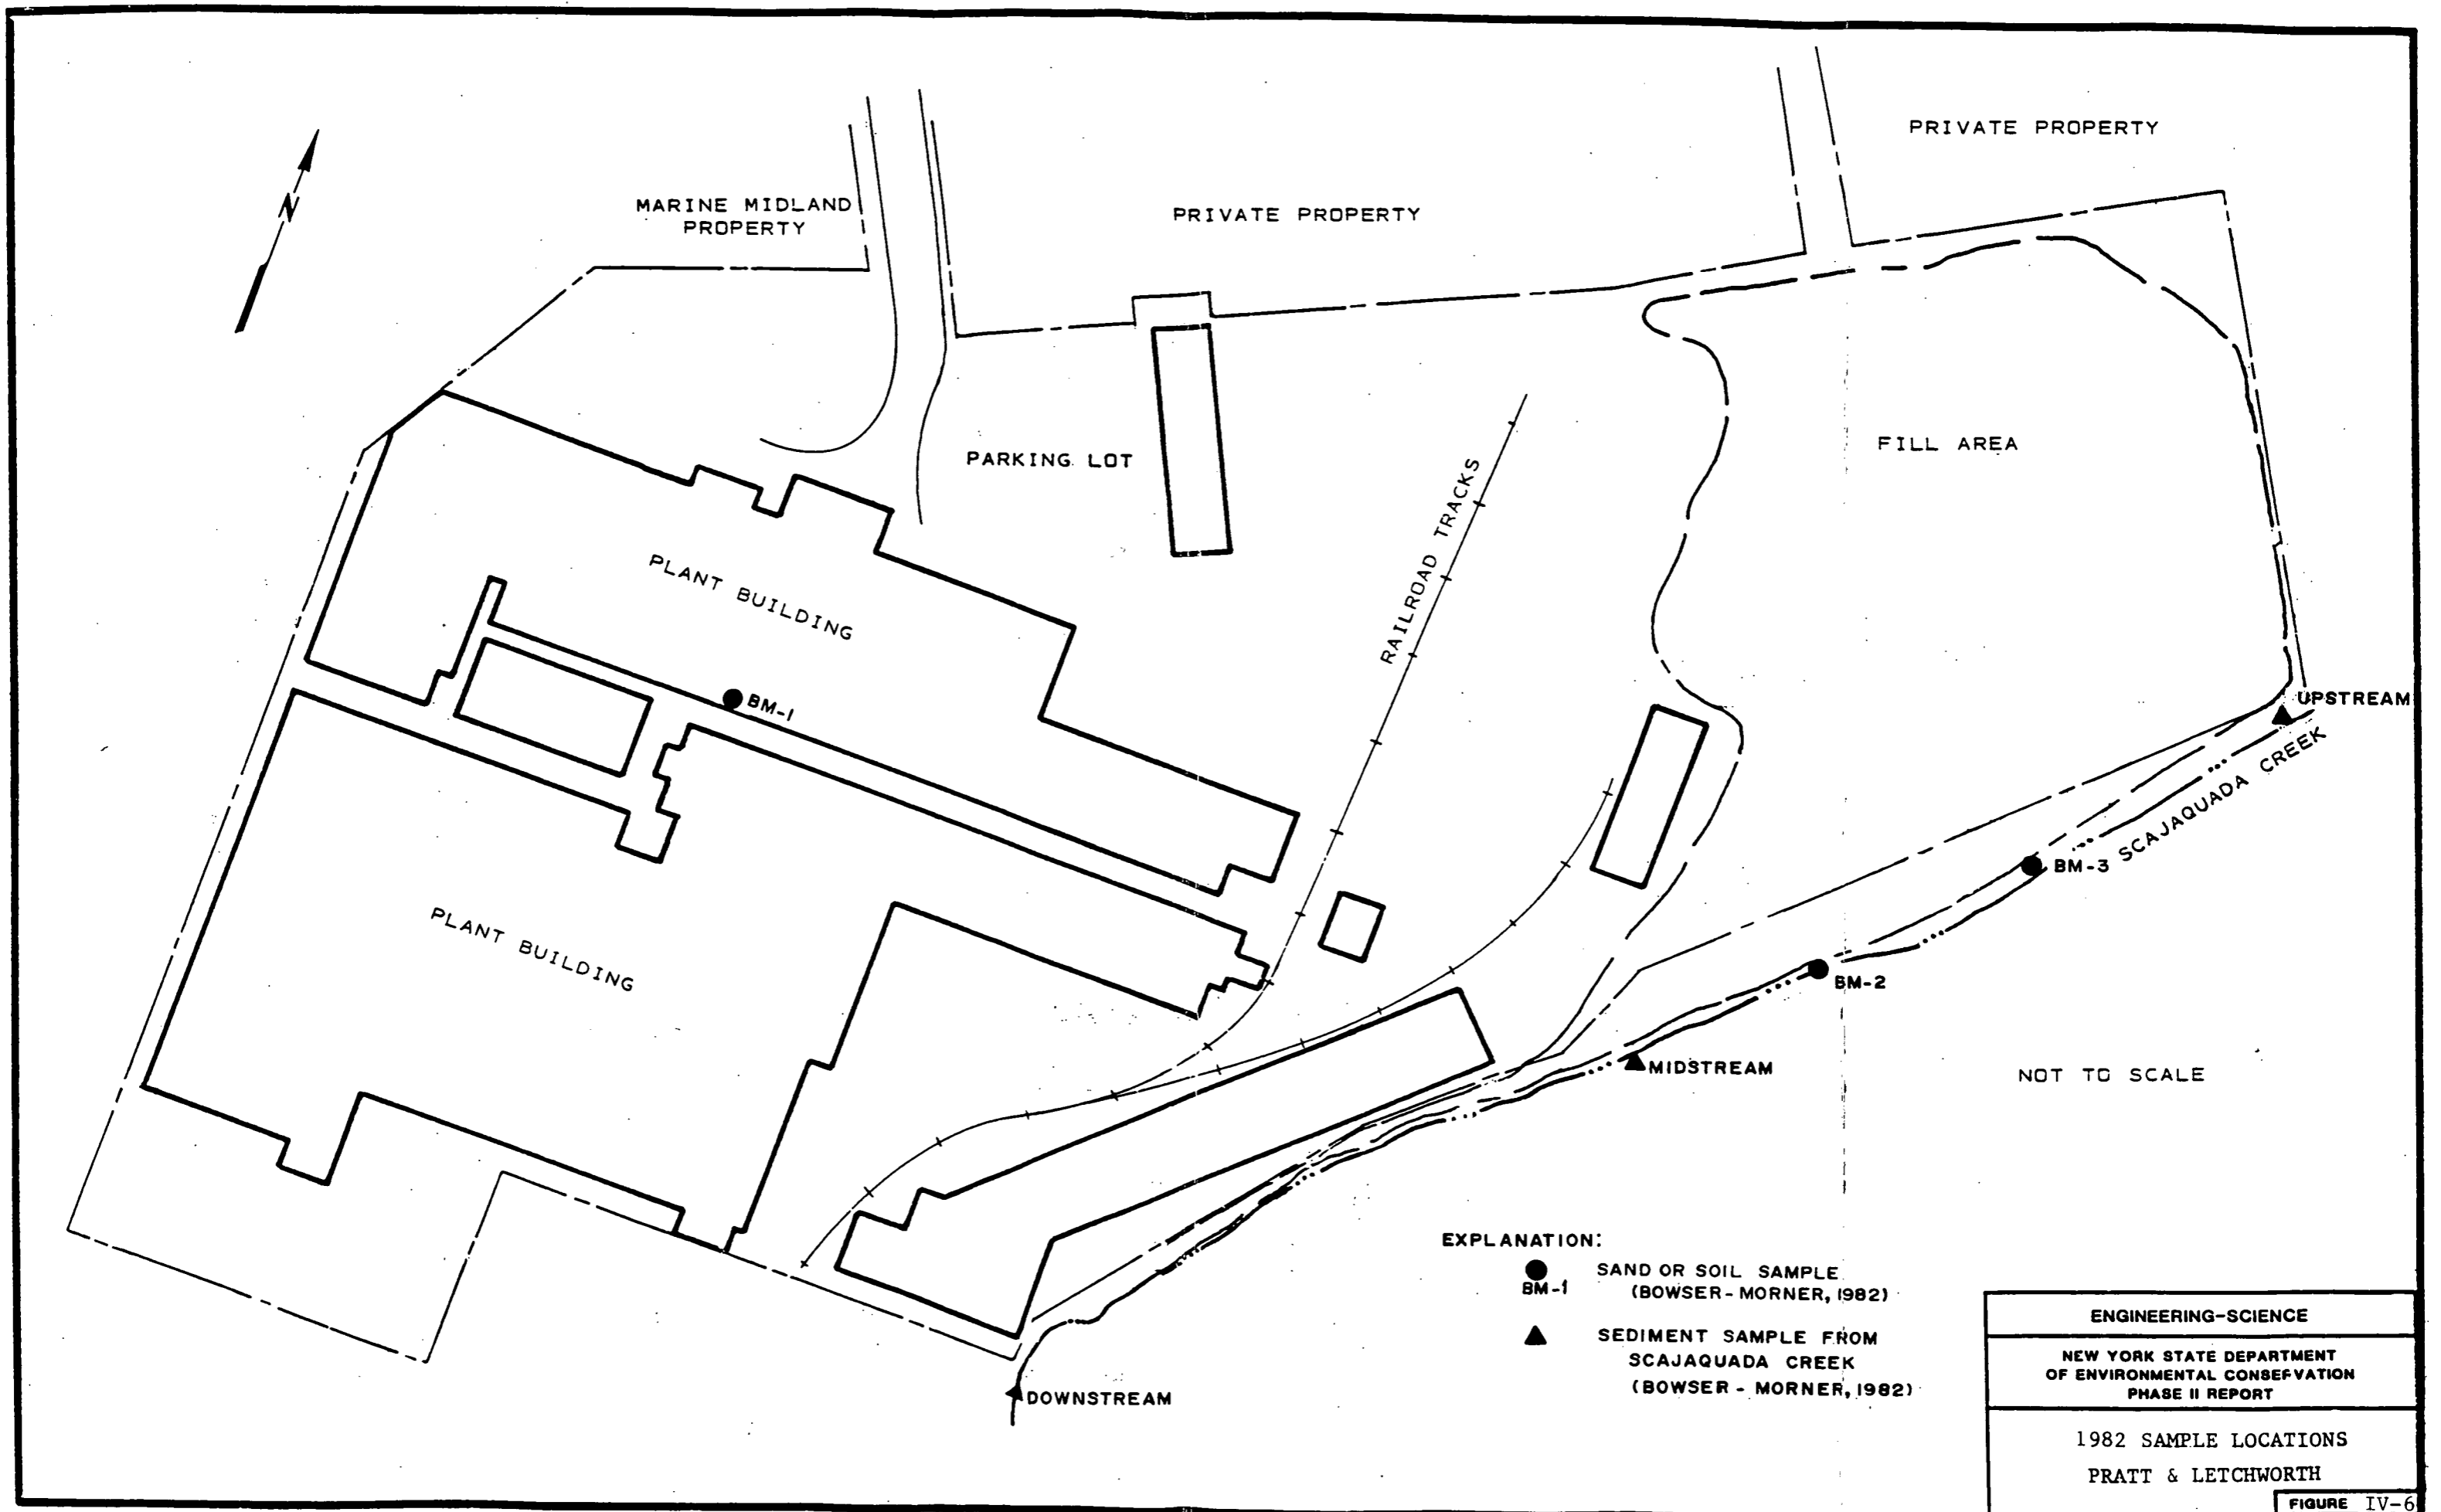 PRIVATE PROPERTY
N
MARINE MIDLAND
PROPERTY
PRIVATE PROPERTY
PARKING LOT
FILL AREA
RAILROAD TRACKS
PLANT BUILDING
BM-1
UPSTREAM
SCAJAQUADA CREEK
BM-3
PLANT BUILDING
BM-2
MIDSTREAM
NOT TO SCALE
DOWNSTREAM
EXPLANATION:
BM-1
SAND OR SOIL SAMPLE
(BOWSER-MORNER, 1982)
SEDIMENT SAMPLE FROM
SCAJAQUADA CREEK
(BOWSER - MORNER, 1982)
ENGINEERING-SCIENCE
NEW YORK STATE DEPARTMENT
OF ENVIRONMENTAL CONSERVATION
PHASE II REPORT
1982 SAMPLE LOCATIONS
PRATT & LETCHWORTH
FIGURE IV-6